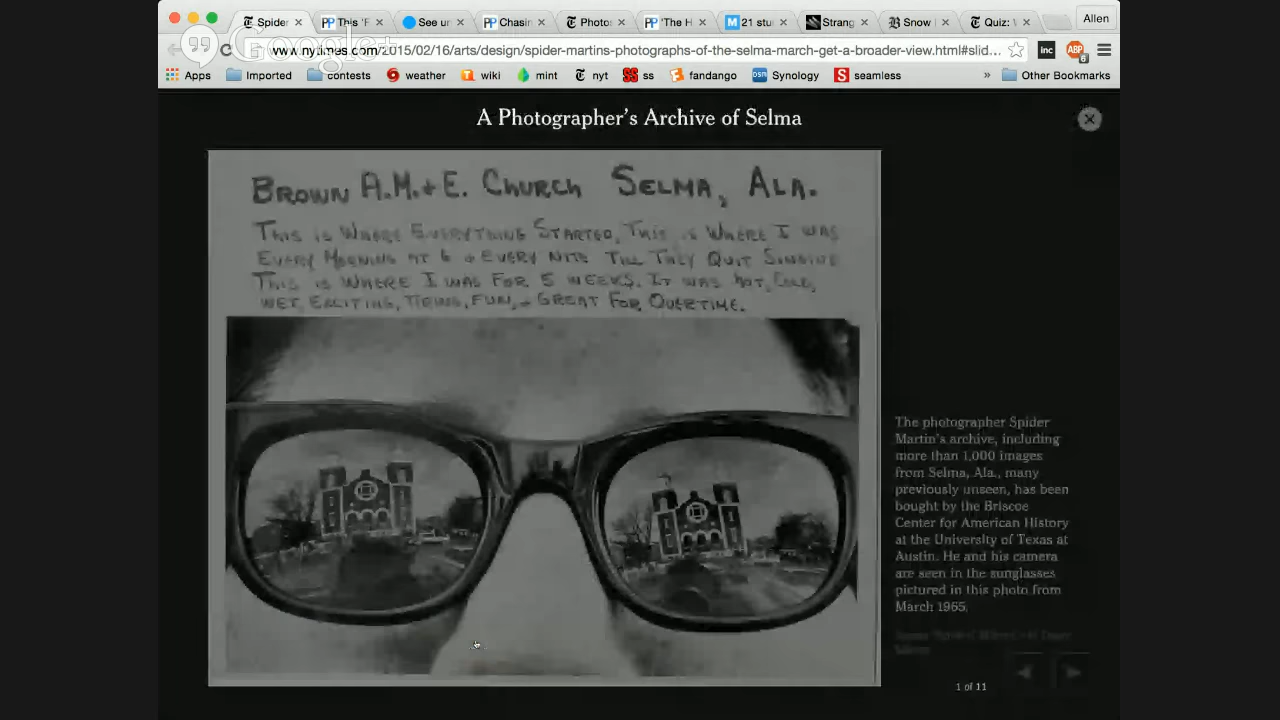 Spider
This 'F
See u
Chasin
Photo
'The H
21 stu
Strang
Snow
Quiz: V
Allen
Google+
www.nytimes.com/2015/02/16/arts/design/spider-martins-photographs-of-the-selma-march-get-a-broader-view.html#slid...
Inc
ABP
6
Apps
Imported
contests
weather
wiki
mint
nyt
ss
fandango
Synology
seamless
»
Other Bookmarks
A Photographer's Archive of Selma
BROWN A.M.+E. CHURCH SELMA, ALA.
THIS IS WHERE EVERYTHING STARTED, THIS IS WHERE I WAS
EVERY MORNING AT 6 + EVERY NITE TILL THEY QUIT SINGING
THIS IS WHERE I WAS FOR 5 WEEKS. IT WAS HOT, COLD,
WET, EXCITING, TIRING, FUN, + GREAT FOR OVERTIME.
The photographer Spider
Martin's archive, including
more than 1,000 images
from Selma, Ala., many
previously unseen, has been
bought by the Briscoe
Center for American History
at the University of Texas at
Austin. He and his camera
are seen in the sunglasses
pictured in this photo from
March 1965.
1 of 11